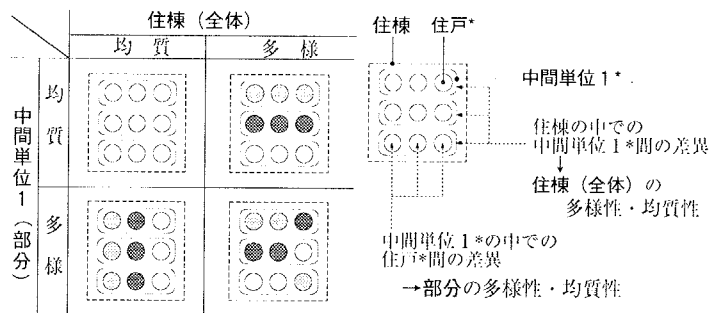 住棟（全体）
均質
多様
中間単位1（部分）
均質
多様
住棟
住戸*
中間単位1*
住棟の中での
中間単位1*間の差異
住棟（全体）の
多様性・均質性
中間単位1*の中での
住戸*間の差異
→部分の多様性・均質性